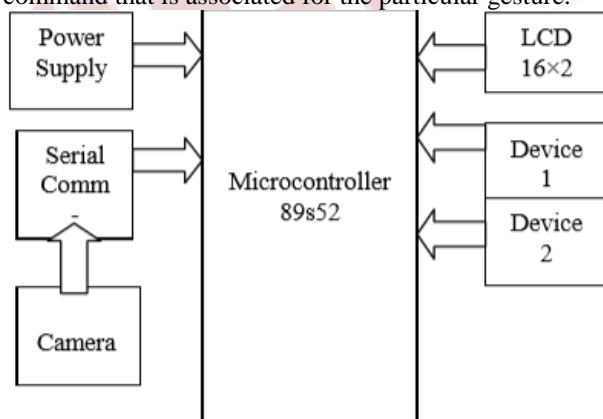 command that is associated for the particular gesture.
Power
Supply
LCD
16×2
Serial
Comm
-
Microcontroller
89s52
Device
1
Device
2
Camera